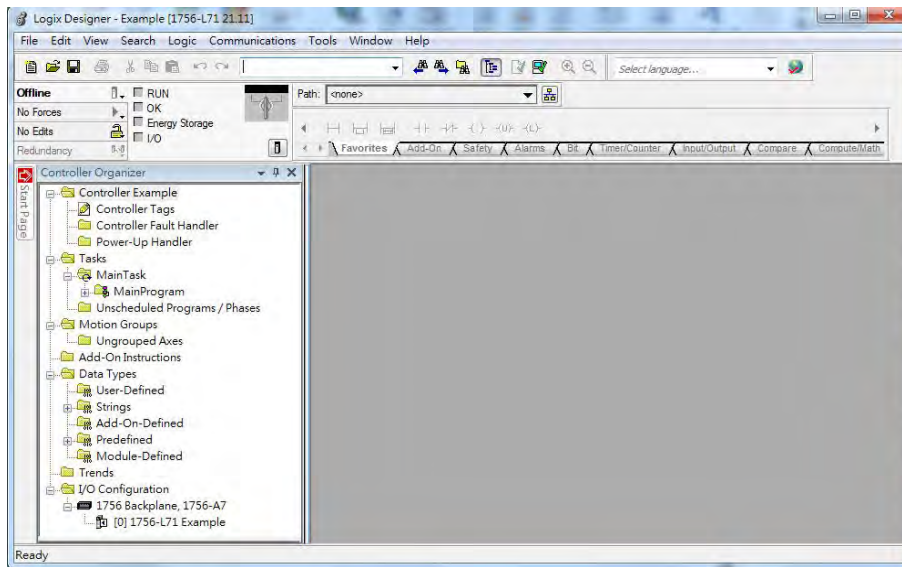 Logix Designer - Example [1756-L71 21.11]
File Edit View Search Logic Communications Tools Window Help
Select language...
Offline
RUN
Path: <none>
No Forces
OK
Energy Storage
No Edits
I/O
Redundancy
Favorites Add-On Safety Alarms Bit Timer/Counter Input/Output Compare Compute/Math
Start Page
Controller Organizer
Controller Example
Controller Tags
Controller Fault Handler
Power-Up Handler
Tasks
MainTask
MainProgram
Unscheduled Programs / Phases
Motion Groups
Ungrouped Axes
Add-On Instructions
Data Types
User-Defined
Strings
Add-On-Defined
Predefined
Module-Defined
Trends
I/O Configuration
1756 Backplane, 1756-A7
[0] 1756-L71 Example
Ready